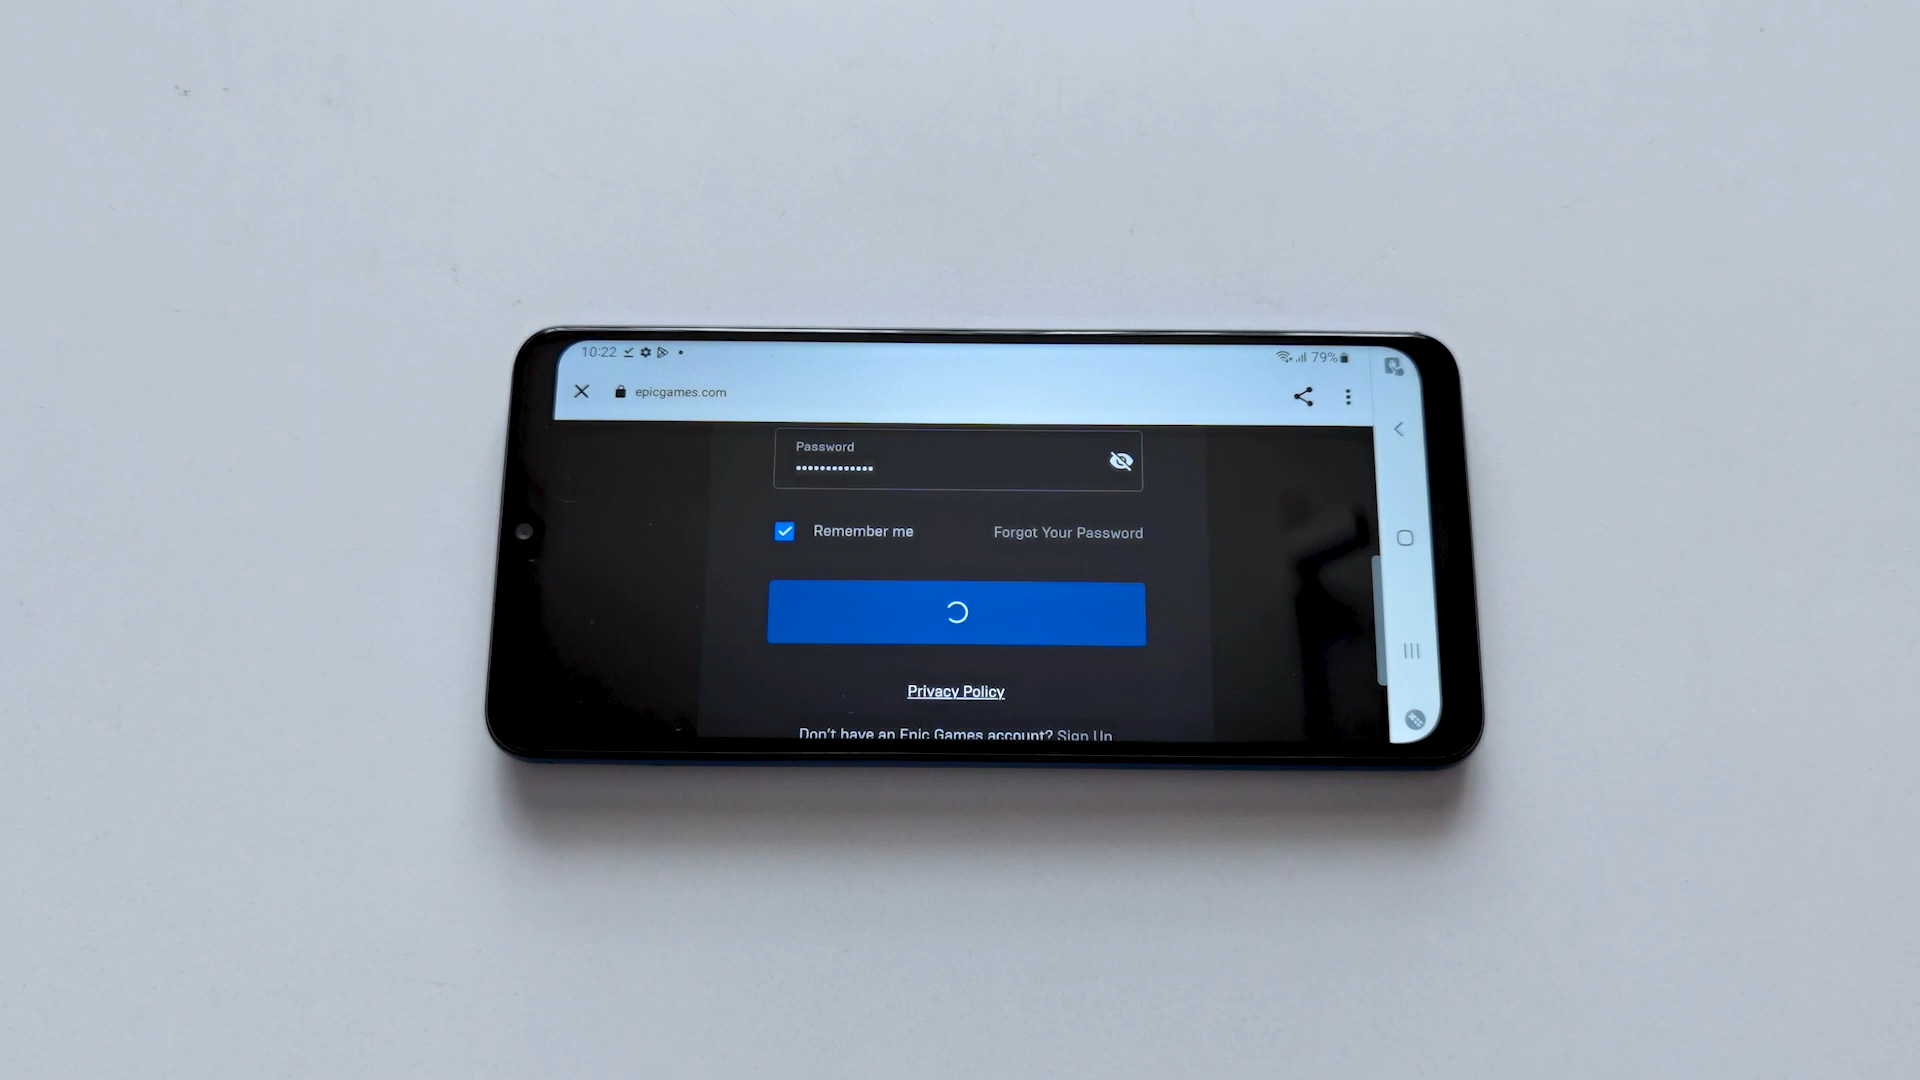 10:22
79%
epicgames.com
Password
Remember me
Forgot Your Password
Privacy Policy
Don't have an Epic Games account? Sign Up